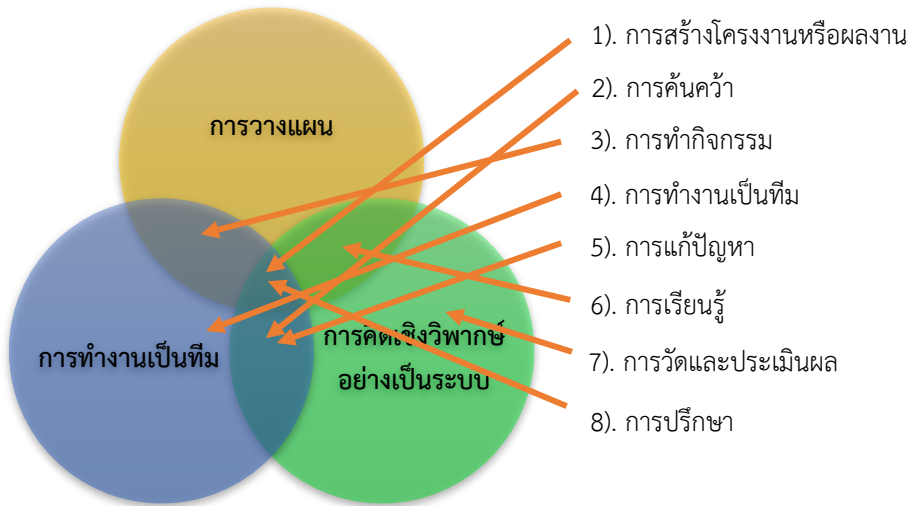 1). การสร้างโครงงานหรือผลงาน
2). การค้นคว้า
การวางแผน
3). การทำกิจกรรม
4). การทำงานเป็นทีม
5). การแก้ปัญหา
6). การเรียนรู้
การทำงานเป็นทีม
การคิดเชิงวิพากษ์
อย่างเป็นระบบ
7). การวัดและประเมินผล
8). การปรึกษา